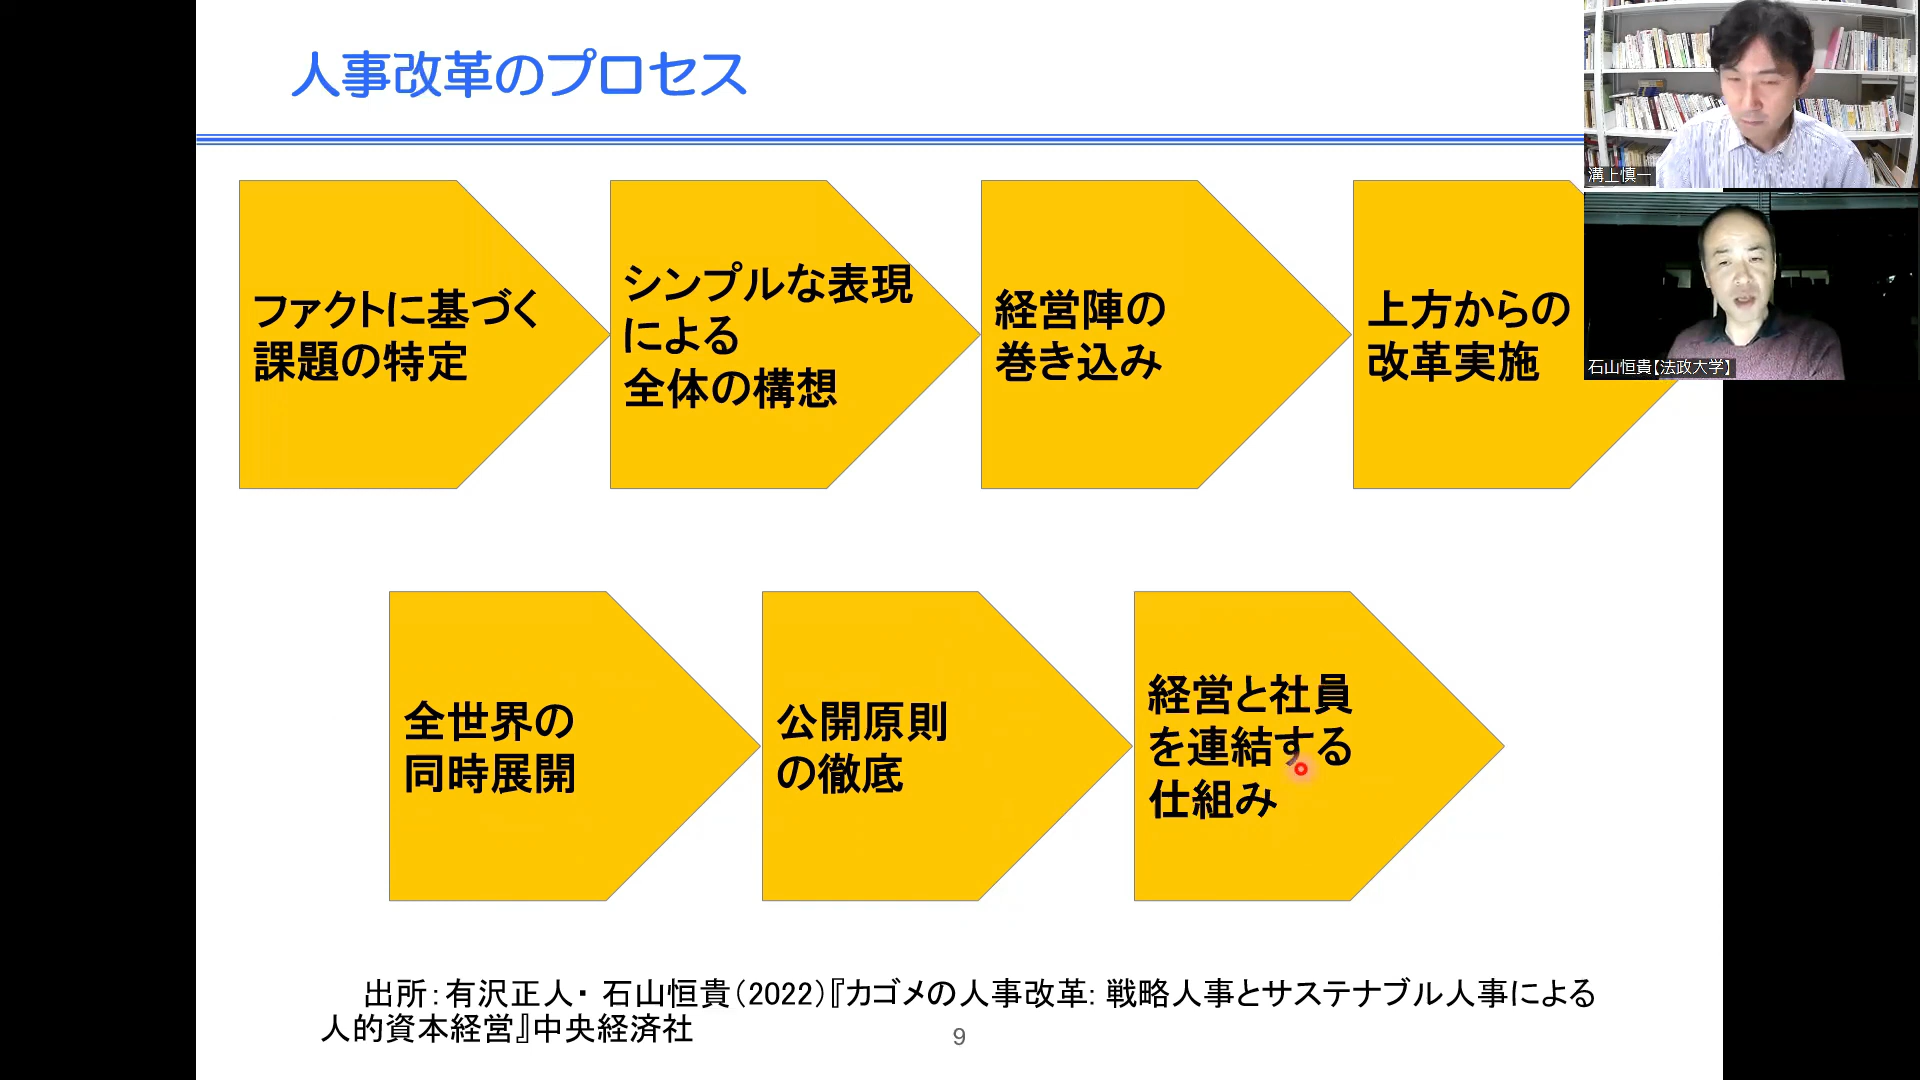 人事改革のプロセス
ファクトに基づく
課題の特定
シンプルな表現
による
全体の構想
経営陣の
巻き込み
上方からの
改革実施
全世界の
同時展開
公開原則
の徹底
経営と社員
を連結する
仕組み
出所：有沢正人・ 石山恒貴（2022）『カゴメの人事改革: 戦略人事とサステナブル人事による
人的資本経営』中央経済社
9
溝上慎一
石山恒貴【法政大学】